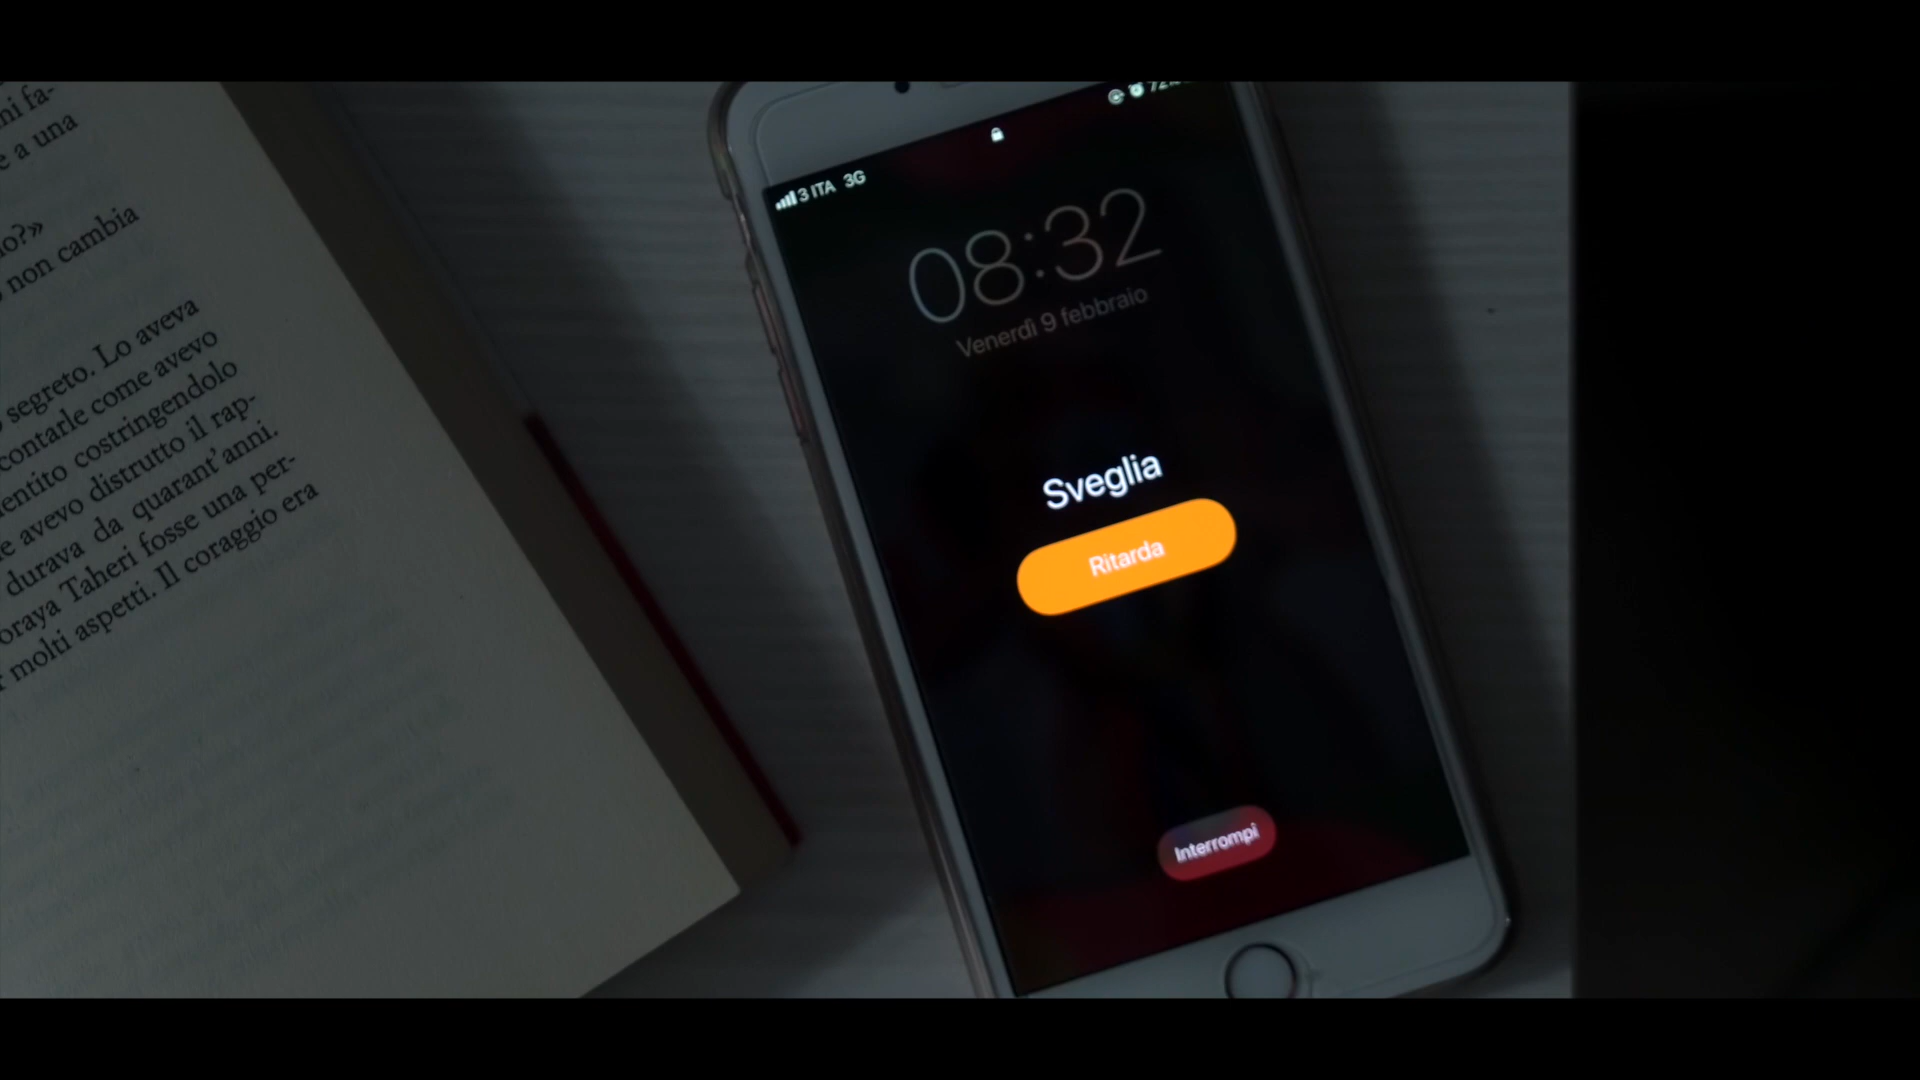 ni fa-
e a una
o?»
non cambia
segreto. Lo aveva
contarle come avevo
entito costringendolo
e avevo distrutto il rap-
durava da quarant'anni.
oraya Taheri fosse una per-
r molti aspetti. Il coraggio era
3 ITA 3G
08:32
Venerdì 9 febbraio
Sveglia
Ritarda
Interrompi